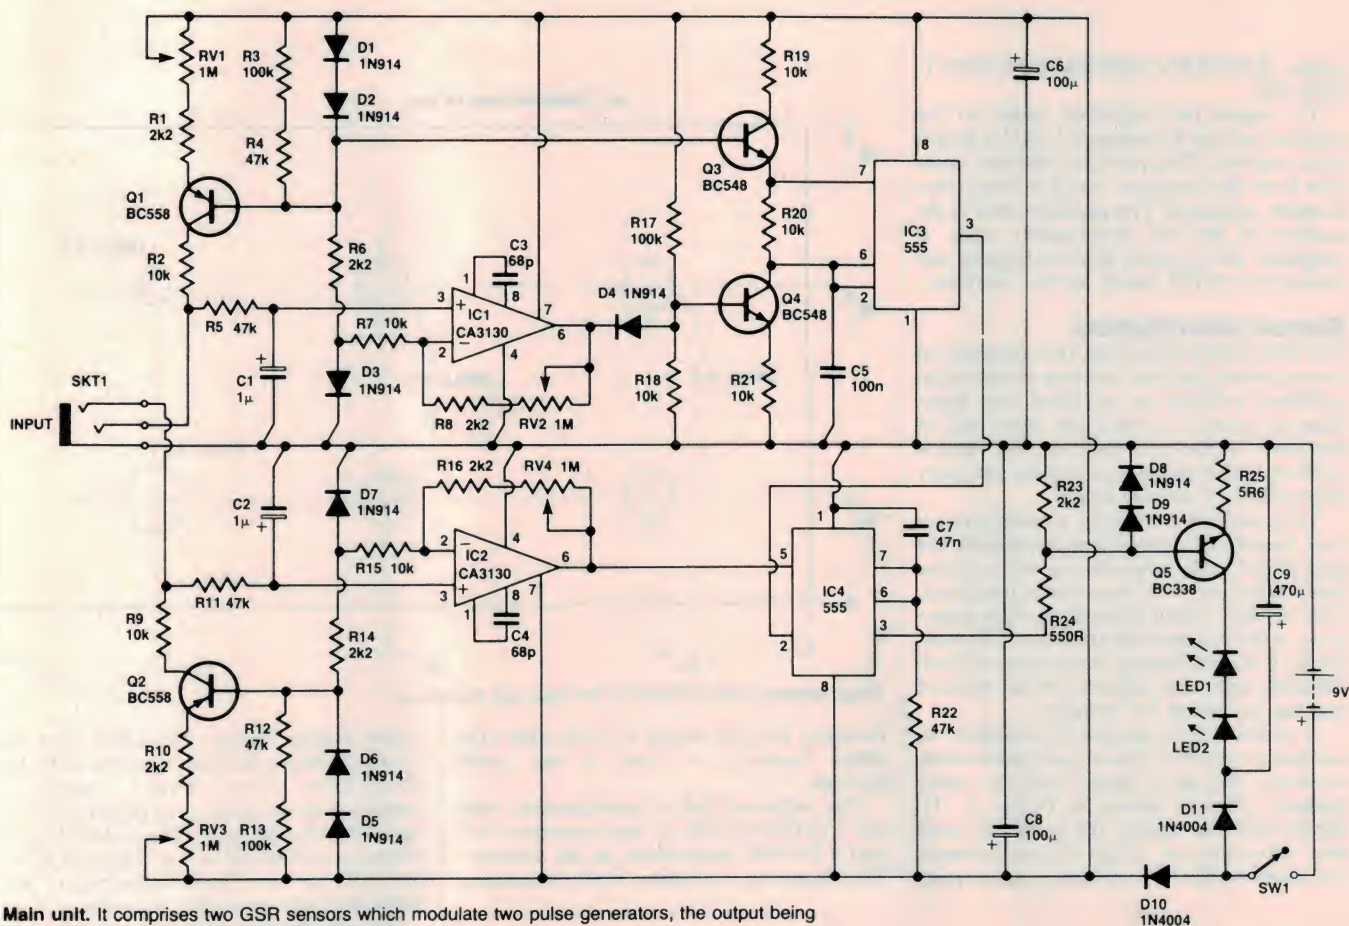 RV1
1M
R3
100k
D1
1N914
D2
1N914
R1
2k2
R4
47k
Q1
BC558
R2
10k
R5 47k
R6
2k2
R7 10k
C3
68p
1
8
3
+
IC1
CA3130
−
2
7
6
4
D4 1N914
R17
100k
R18
10k
R19
10k
Q3
BC548
R20
10k
Q4
BC548
R21
10k
8
7
6
2
3
1
IC3
555
+
C6
100µ
C5
100n
SKT1
INPUT
+
C1
1µ
D3
1N914
R8 2k2
RV2 1M
C2
1µ
+
D7
1N914
R16 2k2
RV4 1M
R15 10k
2
−
IC2
CA3130
+
3
4
6
8
7
1
C4
68p
R11 47k
R9
10k
R14
2k2
Q2
BC558
R10
2k2
R12
47k
RV3
1M
R13
100k
D6
1N914
D5
1N914
1
5
7
6
3
2
8
IC4
555
C7
47n
R22
47k
C8
100µ
+
R23
2k2
R24
550R
D8
1N914
D9
1N914
R25
5R6
Q5
BC338
C9
470µ
+
LED1
LED2
D11
1N4004
D10
1N4004
SW1
9V
+
Main unit. It comprises two GSR sensors which modulate two pulse generators, the output being